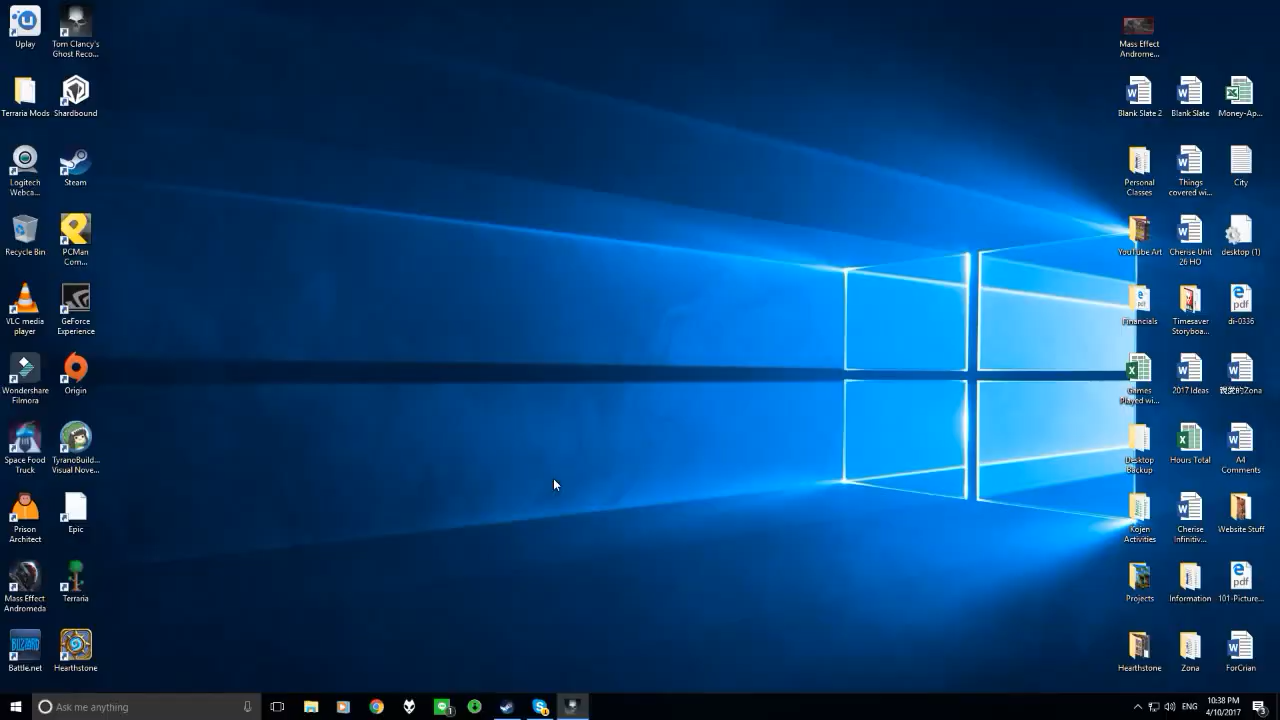 Uplay
Tom Clancy's
Ghost Reco...
Mass Effect
Androme...
Terraria Mods
Shardbound
Blank Slate 2
Blank Slate
Money-Ap...
Logitech
Webca...
Steam
Personal
Classes
Things
covered wi...
City
Recycle Bin
PCMan
Com...
YouTube Art
Cherise Unit
26 HO
desktop (1)
VLC media
player
GeForce
Experience
Financials
Timesaver
Storyboa...
di-0336
Wondershare
Filmora
Origin
Games
Played wi...
2017 Ideas
親愛的Zona
Space Food
Truck
TyranoBuild...
Visual Nove...
Desktop
Backup
Hours Total
A4
Comments
Prison
Architect
Epic
Kojen
Activities
Cherise
Infinitiv...
Website Stuff
Mass Effect
Andromeda
Terraria
Projects
Information
101-Picture...
Battle.net
Hearthstone
Hearthstone
Zona
ForCrian
Ask me anything
ENG
10:38 PM
4/10/2017